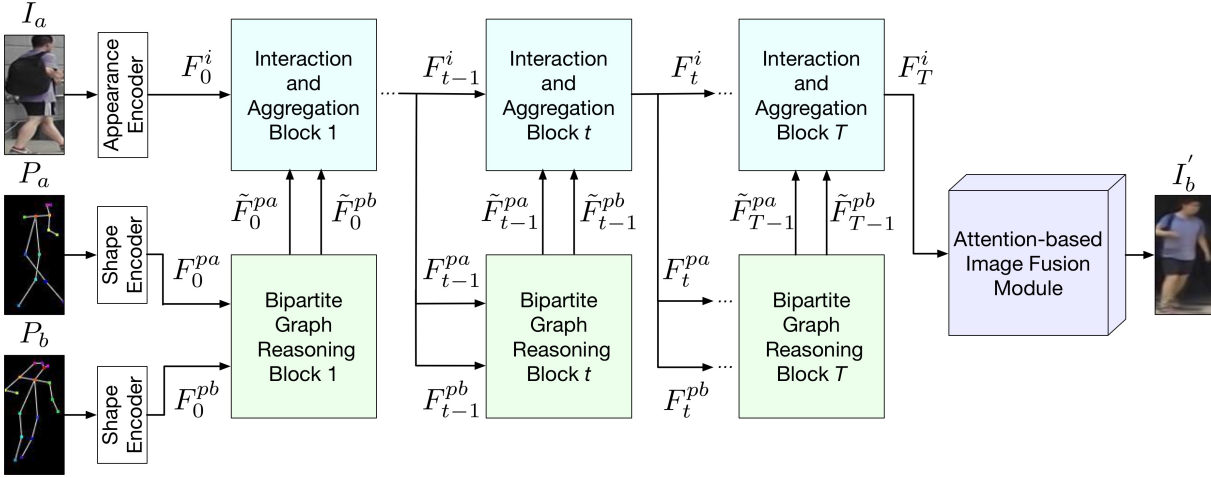 I_a
Appearance
Encoder
F_0^i
Interaction
and
Aggregation
Block 1
...
F_{t-1}^i
Interaction
and
Aggregation
Block t
F_t^i
...
Interaction
and
Aggregation
Block T
F_T^i
P_a
Shape
Encoder
F_0^{pa}
F̃_0^{pa}
F̃_0^{pb}
F̃_{t-1}^{pa}
F̃_{t-1}^{pb}
F̃_{T-1}^{pa}
F̃_{T-1}^{pb}
I_b^'
Attention-based
Image Fusion
Module
P_b
Shape
Encoder
F_0^{pb}
Bipartite
Graph
Reasoning
Block 1
F_{t-1}^{pa}
F_{t-1}^{pb}
Bipartite
Graph
Reasoning
Block t
F_t^{pa}
...
...
F_t^{pb}
Bipartite
Graph
Reasoning
Block T